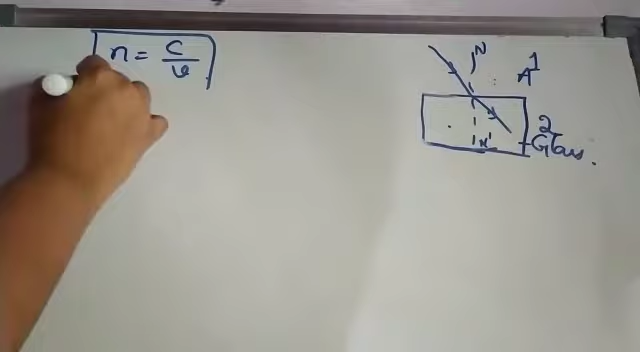 n = c/v
N
A 1
2
Glass.
N'